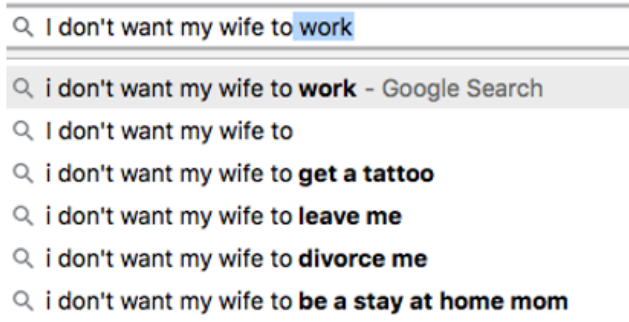 I don't want my wife to work
i don't want my wife to work - Google Search
I don't want my wife to
i don't want my wife to get a tattoo
i don't want my wife to leave me
i don't want my wife to divorce me
i don't want my wife to be a stay at home mom